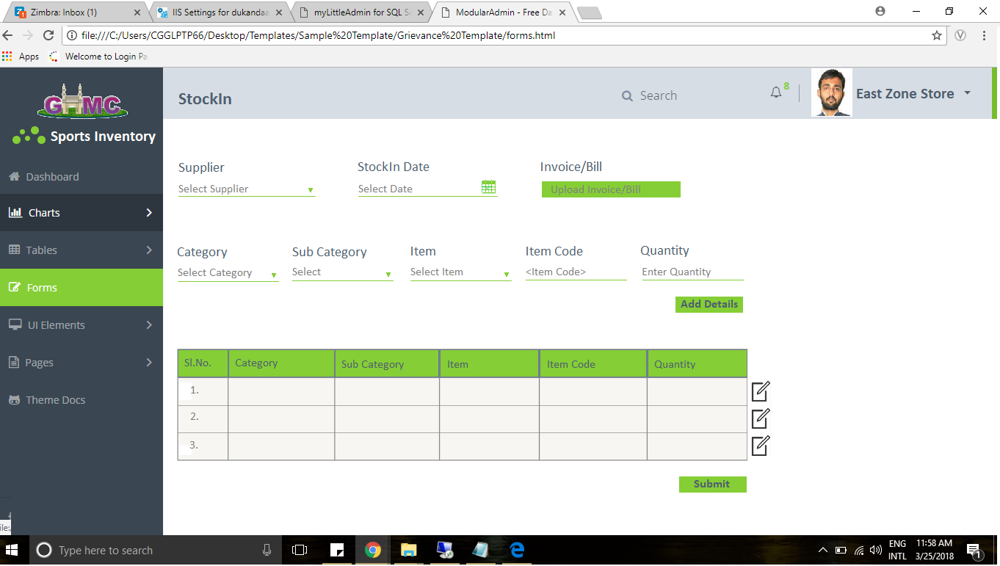 Zimbra: Inbox (1)
IIS Settings for dukandaa
myLittleAdmin for SQL Se
ModularAdmin - Free Da
file:///C:/Users/CGGLPTP66/Desktop/Templates/Sample%20Template/Grievance%20Template/forms.html
Apps
Welcome to Login Pa
GHMC
Sports Inventory
StockIn
Search
8
East Zone Store
Dashboard
Charts
Tables
Forms
UI Elements
Pages
Theme Docs
Supplier
StockIn Date
Invoice/Bill
Select Supplier
Select Date
Upload Invoice/Bill
Category
Sub Category
Item
Item Code
Quantity
Select Category
Select
Select Item
<Item Code>
Enter Quantity
Add Details
Sl.No.
Category
Sub Category
Item
Item Code
Quantity
1.
2.
3.
Submit
ile:
Type here to search
ENG
INTL
11:58 AM
3/25/2018
1